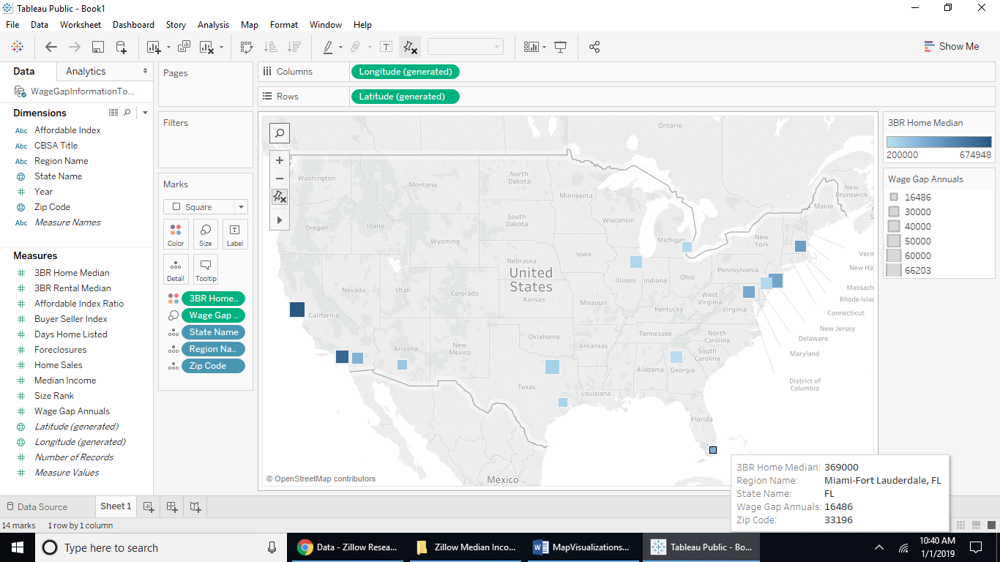 Tableau Public - Book1
File Data Worksheet Dashboard Story Analysis Map Format Window Help
Show Me
Data Analytics
WageGapInformationTo...
Dimensions
Abc Affordable Index
Abc CBSA Title
Abc Region Name
State Name
# Year
Zip Code
Abc Measure Names
Measures
# 3BR Home Median
# 3BR Rental Median
# Affordable Index Ratio
# Buyer Seller Index
# Days Home Listed
# Foreclosures
# Home Sales
# Median Income
# Size Rank
# Wage Gap Annuals
Latitude (generated)
Longitude (generated)
# Number of Records
# Measure Values
Pages
Filters
Marks
Square
Color Size Label
Detail Tooltip
3BR Home..
Wage Gap ..
State Name
Region Na..
Zip Code
Columns Longitude (generated)
Rows Latitude (generated)
Ontario
Washington
Montana
North
Dakota
Minnesota
New
Brunswick
Maine
Oregon
Idaho
South
Dakota
Wisconsin
Wyoming
Michigan
New
York
Verm
Nebraska
Iowa
New Ha
United
States
Pennsylvania
Nevada
Utah
Colorado
Kansas
Illinois
Indiana
Ohio
Massach
Missouri
West
Virginia
Rhode Islan
California
Kentucky
Virginia
Connecticut
New Jersey
Arizona
New
Mexico
Oklahoma
Arkansas
Tennessee
North
Carolina
Delaware
South
Carolina
Maryland
Texas
Alabama
Georgia
Louisiana
District of
Columbia
Florida
Mexico
© OpenStreetMap contributors
3BR Home Median
200000 674948
Wage Gap Annuals
16486
30000
40000
50000
60000
66203
3BR Home Median: 369000
Region Name: Miami-Fort Lauderdale, FL
State Name: FL
Wage Gap Annuals: 16486
Zip Code: 33196
Data Source Sheet 1
14 marks 1 row by 1 column
Type here to search
Data - Zillow Resea...
Zillow Median Inco...
MapVisualizations...
Tableau Public - Bo...
10:40 AM
1/1/2019